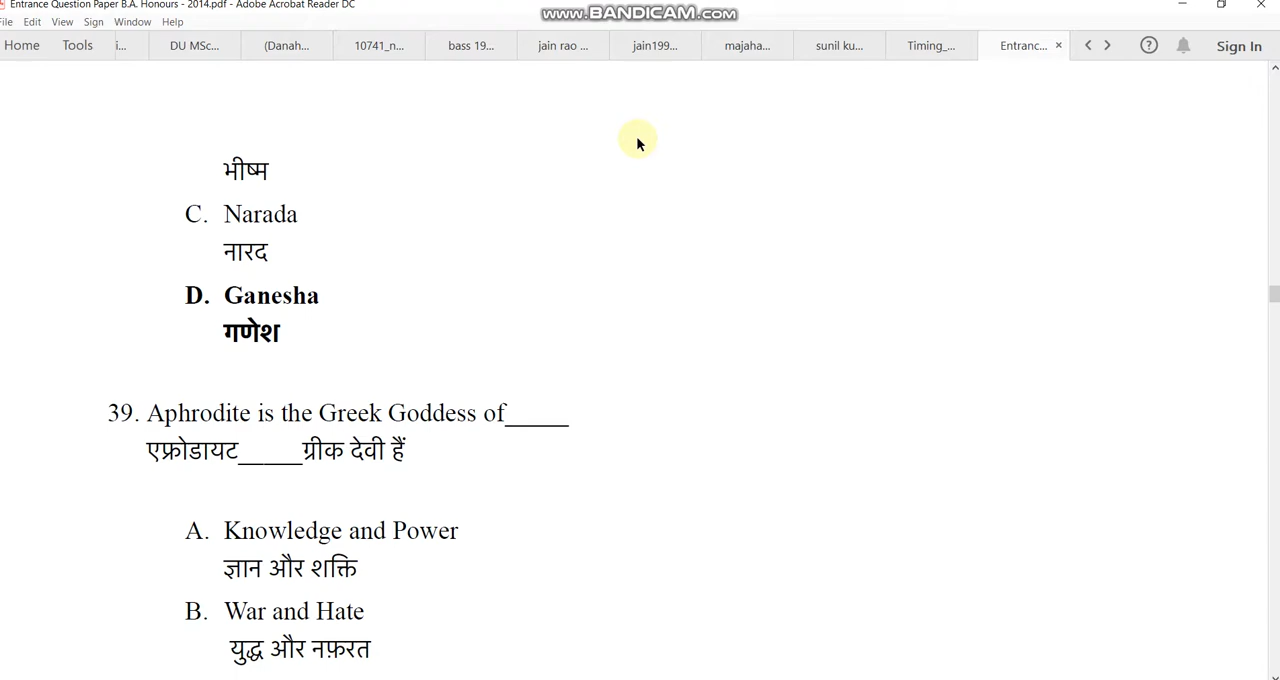 Entrance Question Paper B.A. Honours - 2014.pdf - Adobe Acrobat Reader DC
www.BANDICAM.com
File Edit View Sign Window Help
Home Tools i... DU MSc... (Danah... 10741_n... bass 19... jain rao ... jain199... majaha... sunil ku... Timing_... Entranc... × Sign In
भीष्म
C. Narada
नारद
D. Ganesha
गणेश
39. Aphrodite is the Greek Goddess of_____
एफ्रोडायट_____ग्रीक देवी हैं
A. Knowledge and Power
ज्ञान और शक्ति
B. War and Hate
युद्ध और नफ़रत